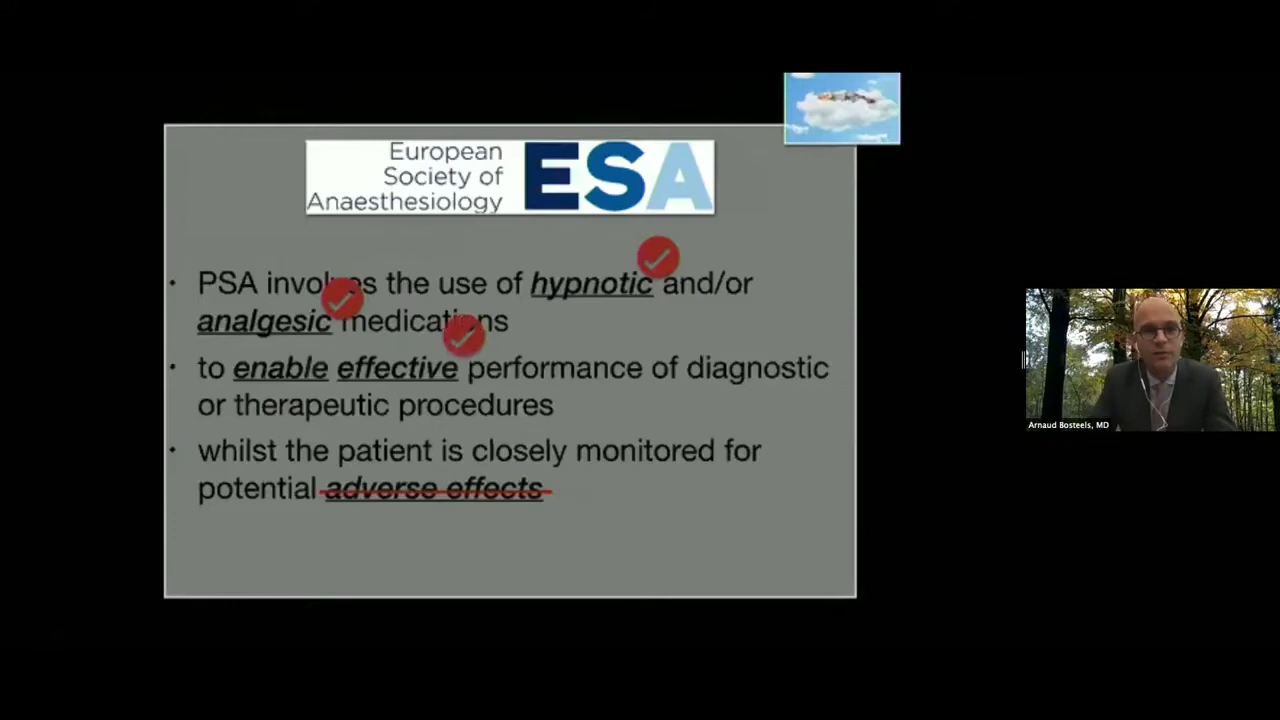 European
Society of
Anaesthesiology
ESA
• PSA involves the use of hypnotic and/or
analgesic medications
• to enable effective performance of diagnostic
or therapeutic procedures
• whilst the patient is closely monitored for
potential adverse effects
Arnaud Bosteels, MD